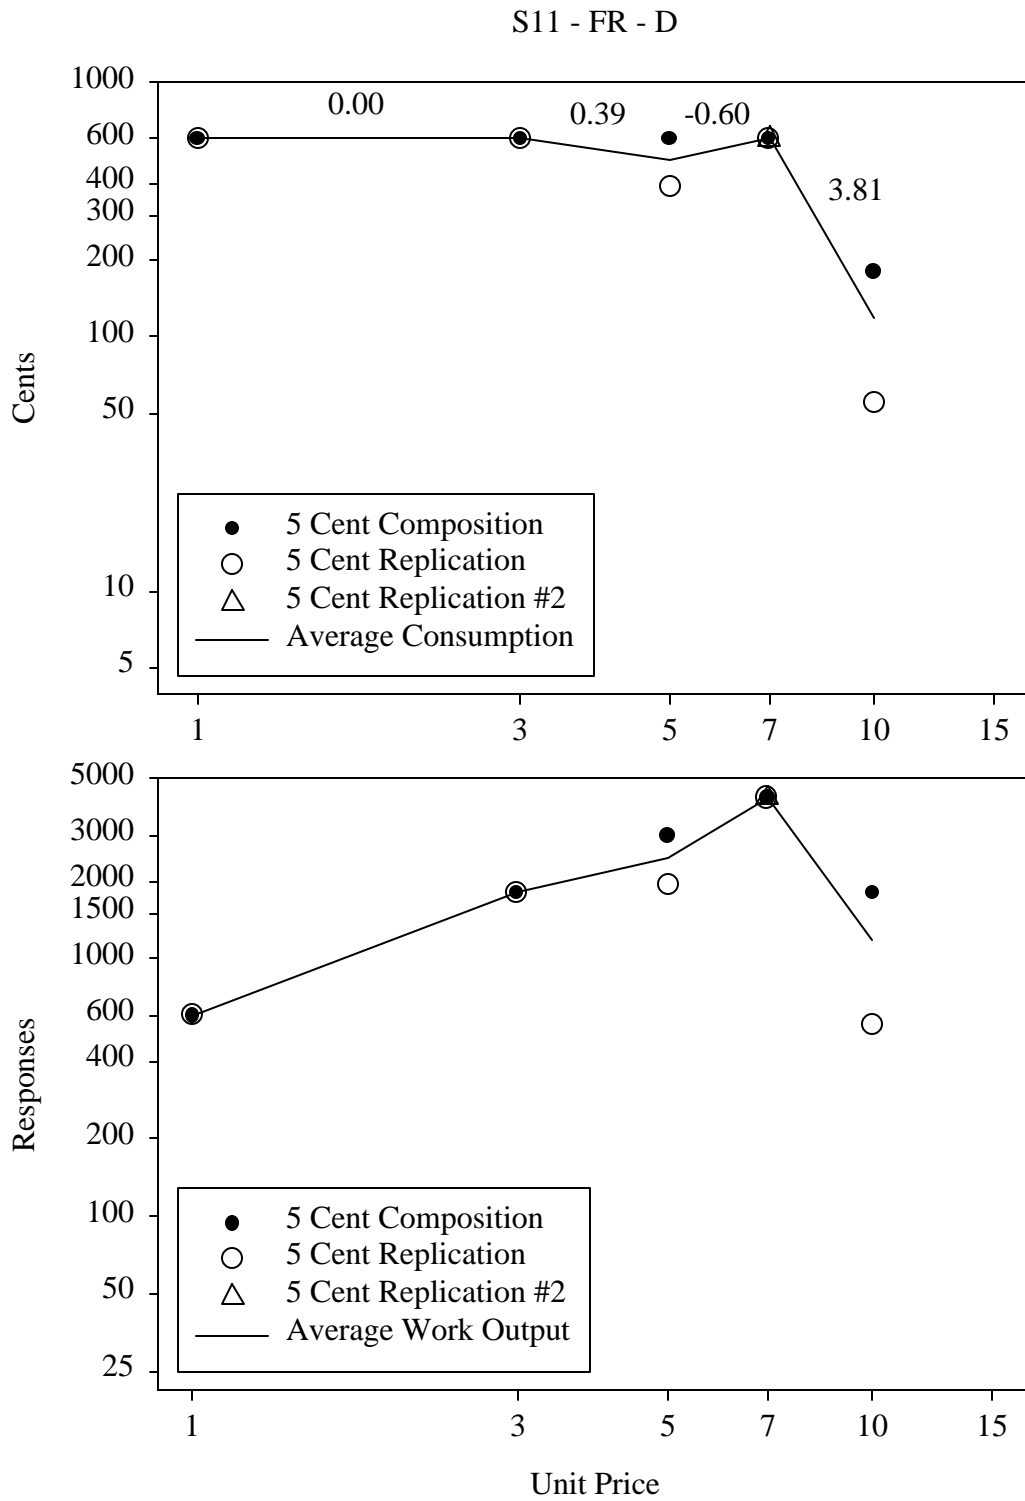 S11 - FR - D
1000
600
400
300
200
100
50
10
5
Cents
0.00
0.39
-0.60
3.81
5 Cent Composition
5 Cent Replication
5 Cent Replication #2
Average Consumption
1 3 5 7 10 15
5000
3000
2000
1500
1000
600
400
200
100
50
25
Responses
5 Cent Composition
5 Cent Replication
5 Cent Replication #2
Average Work Output
1 3 5 7 10 15
Unit Price